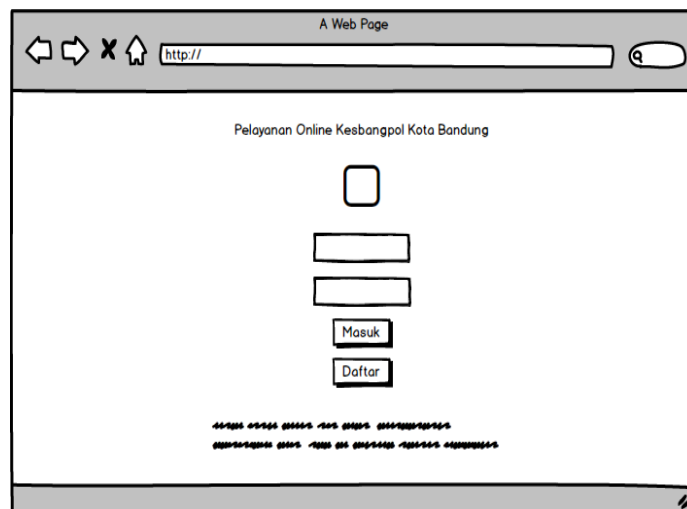 A Web Page
http://
Pelayanan Online Kesbangpol Kota Bandung
Masuk
Daftar